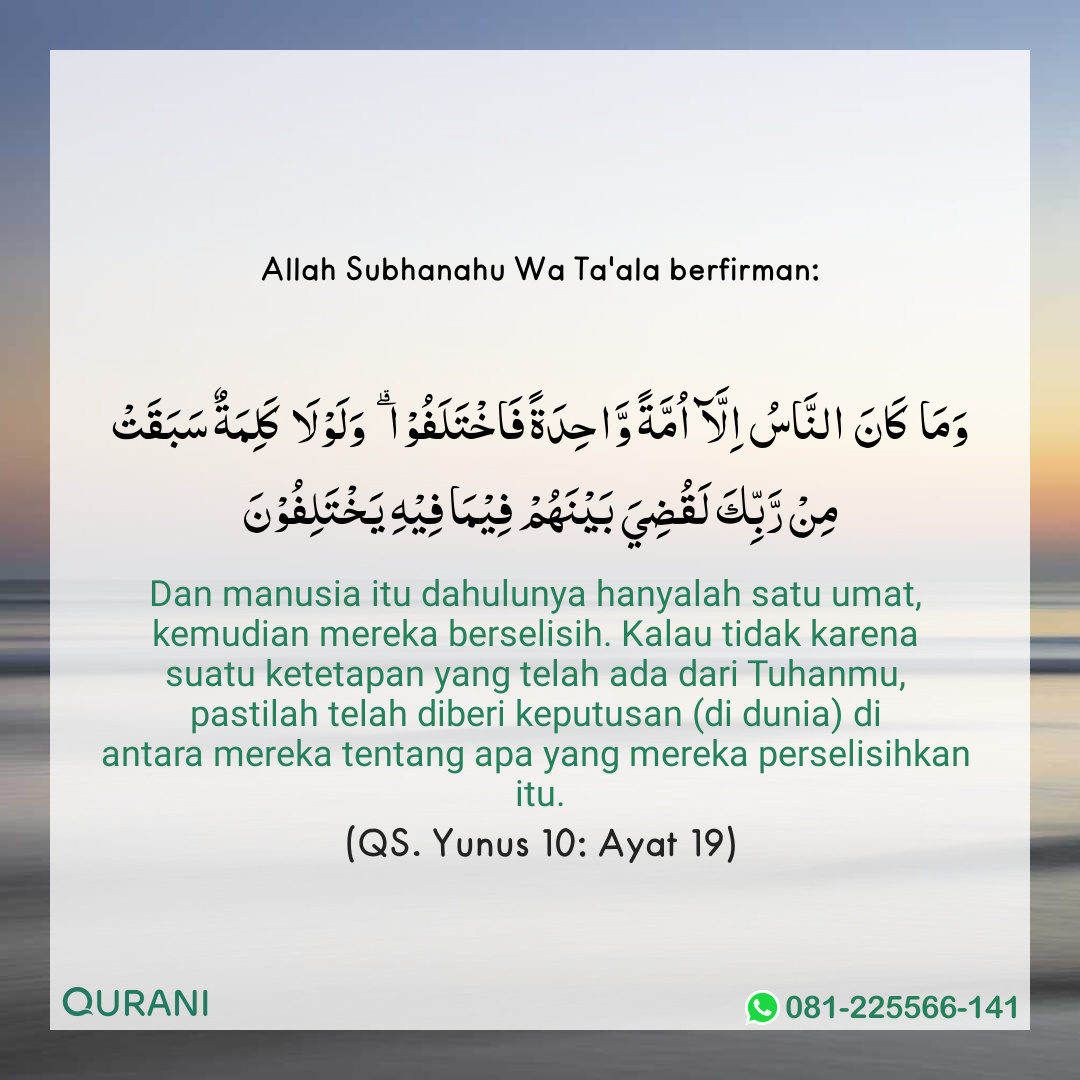 Allah Subhanahu Wa Ta'ala berfirman:
وَمَا كَانَ النَّاسُ اِلَّآ اُمَّةً وَّاحِدَةً فَاخْتَلَفُوْاۗ وَلَوْلَا كَلِمَةٌ سَبَقَتْ
مِنْ رَّبِّكَ لَقُضِيَ بَيْنَهُمْ فِيْمَا فِيْهِ يَخْتَلِفُوْنَ
Dan manusia itu dahulunya hanyalah satu umat,
kemudian mereka berselisih. Kalau tidak karena
suatu ketetapan yang telah ada dari Tuhanmu,
pastilah telah diberi keputusan (di dunia) di
antara mereka tentang apa yang mereka perselisihkan
itu.
(QS. Yunus 10: Ayat 19)
QURANI
081-225566-141